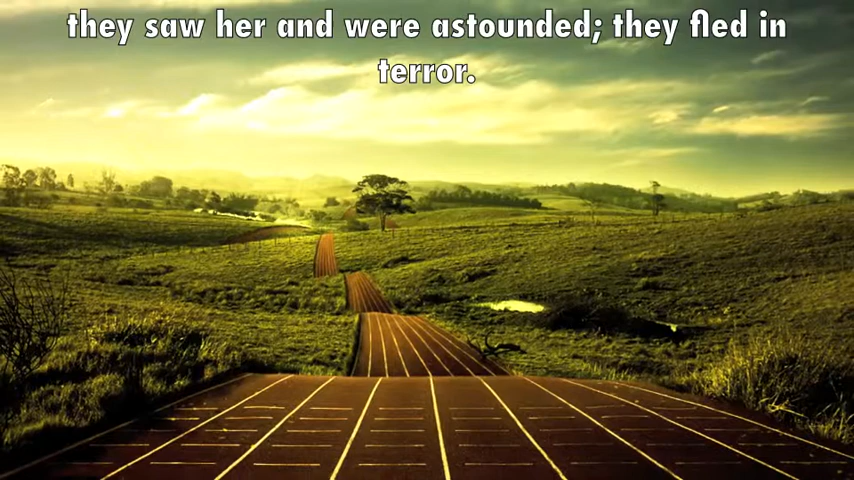 they saw her and were astounded; they fled in
terror.